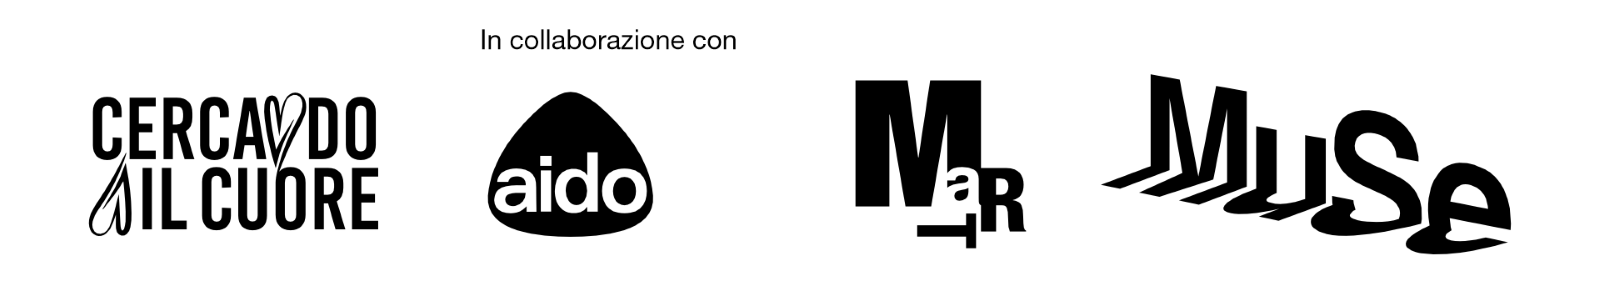 In collaborazione con
CERCANDO
IL CUORE
aido
MaRT
MuSe